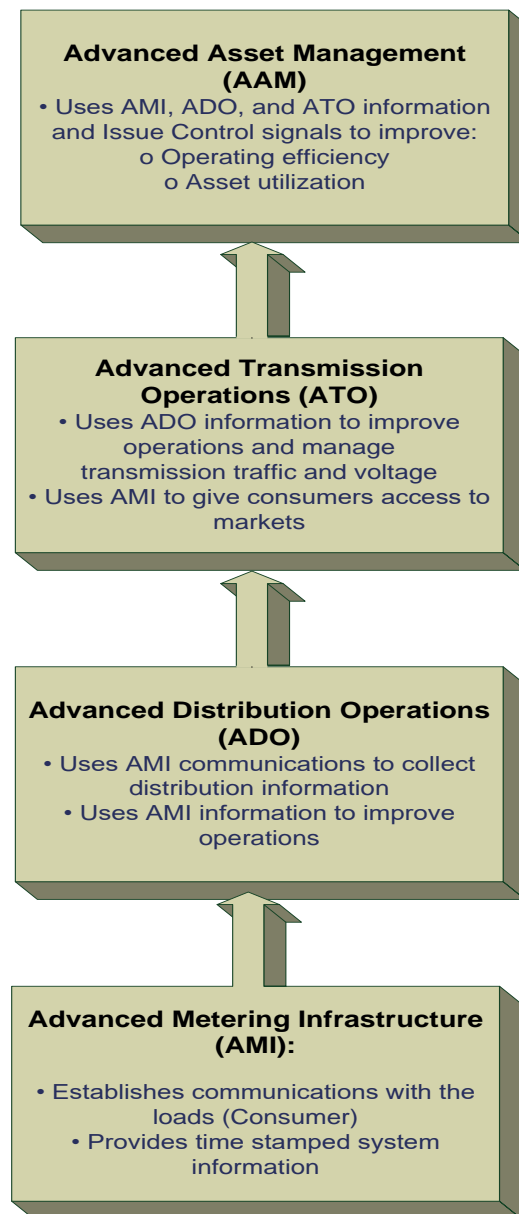 Advanced Asset Management
(AAM)
• Uses AMI, ADO, and ATO information
and Issue Control signals to improve:
o Operating efficiency
o Asset utilization
Advanced Transmission
Operations (ATO)
• Uses ADO information to improve
operations and manage
transmission traffic and voltage
• Uses AMI to give consumers access to
markets
Advanced Distribution Operations
(ADO)
• Uses AMI communications to collect
distribution information
• Uses AMI information to improve
operations
Advanced Metering Infrastructure
(AMI):
• Establishes communications with the
loads (Consumer)
• Provides time stamped system
information